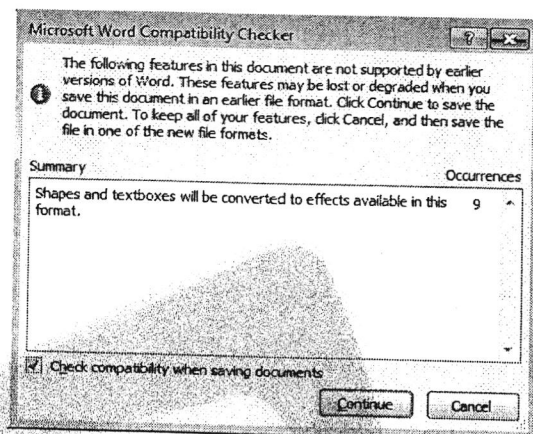 Microsoft Word Compatibility Checker
The following features in this document are not supported by earlier
versions of Word. These features may be lost or degraded when you
save this document in an earlier file format. Click Continue to save the
document. To keep all of your features, click Cancel, and then save the
file in one of the new file formats.
Summary Occurrences
Shapes and textboxes will be converted to effects available in this 9
format.
Check compatibility when saving documents
Continue Cancel